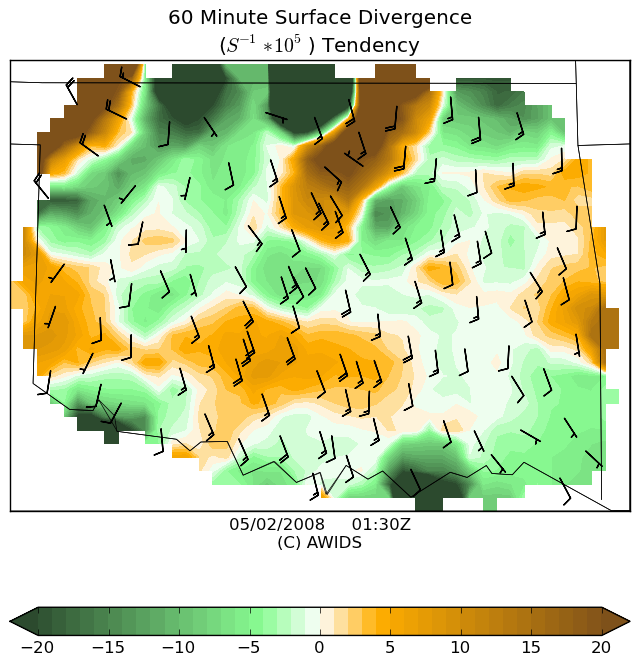 60 Minute Surface Divergence
(S⁻¹ *10⁵ ) Tendency
05/02/2008 01:30Z
(C) AWIDS
−20 −15 −10 −5 0 5 10 15 20